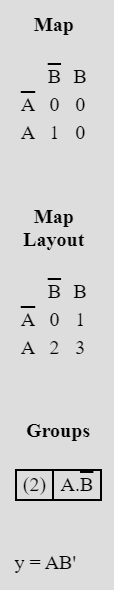 Map
B̅ B
A̅ 0 0
A 1 0
Map
Layout
B̅ B
A̅ 0 1
A 2 3
Groups
(2) A.B̅
y = AB'